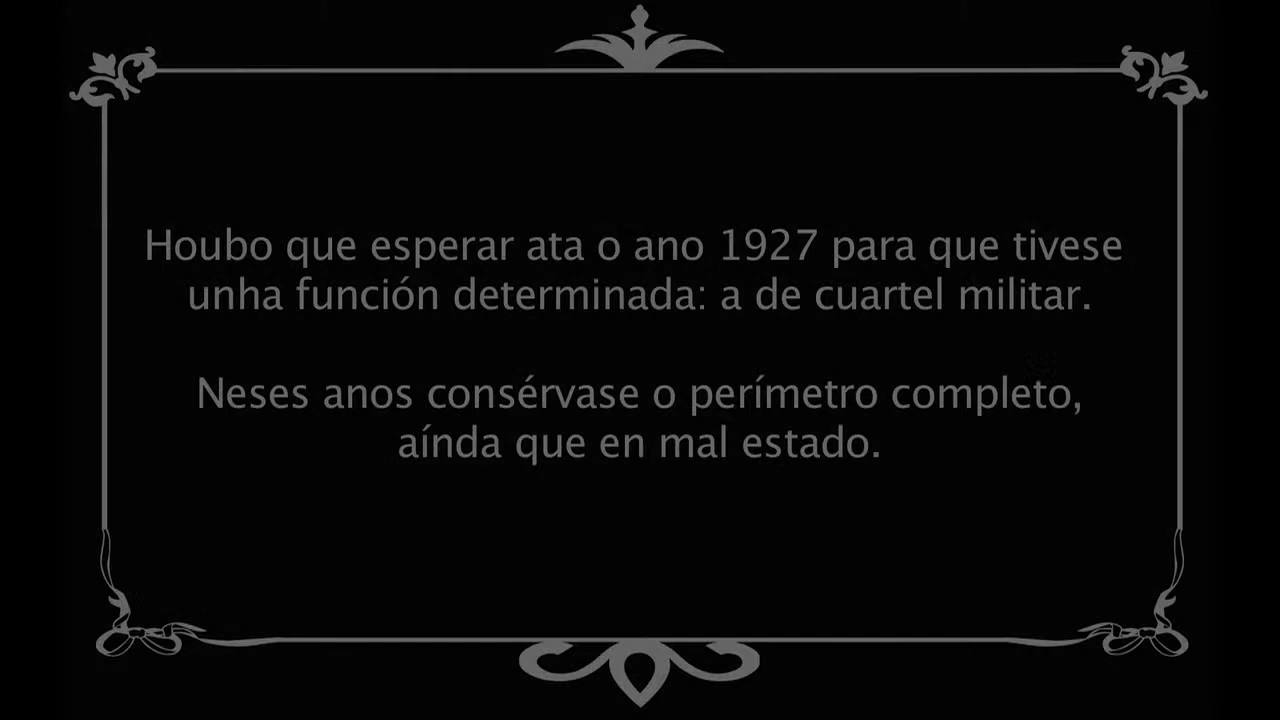 Houbo que esperar ata o ano 1927 para que tivese
unha función determinada: a de cuartel militar.
Neses anos consérvase o perímetro completo,
aínda que en mal estado.